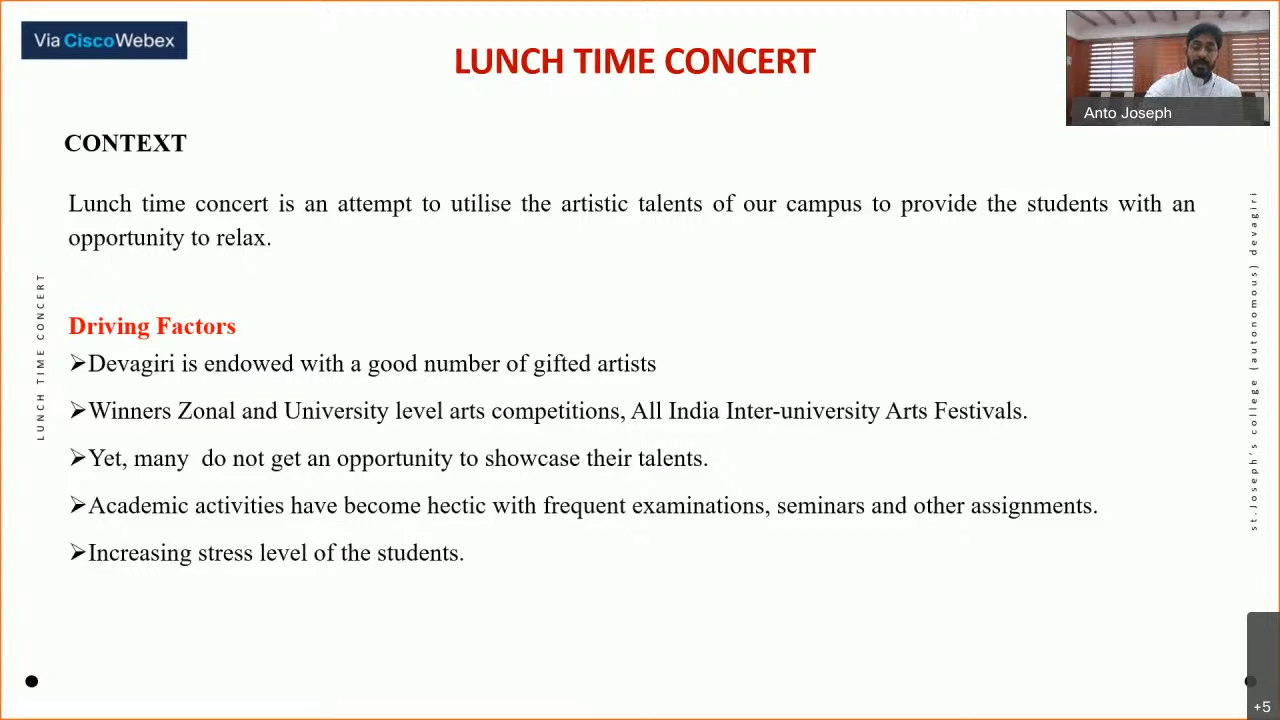 Via CiscoWebex
LUNCH TIME CONCERT
Anto Joseph
CONTEXT
Lunch time concert is an attempt to utilise the artistic talents of our campus to provide the students with an
opportunity to relax.
Driving Factors
➢Devagiri is endowed with a good number of gifted artists
➢Winners Zonal and University level arts competitions, All India Inter-university Arts Festivals.
➢Yet, many  do not get an opportunity to showcase their talents.
➢Academic activities have become hectic with frequent examinations, seminars and other assignments.
➢Increasing stress level of the students.
LUNCH TIME CONCERT
st.Joseph's college (autonomous) devagiri
+5